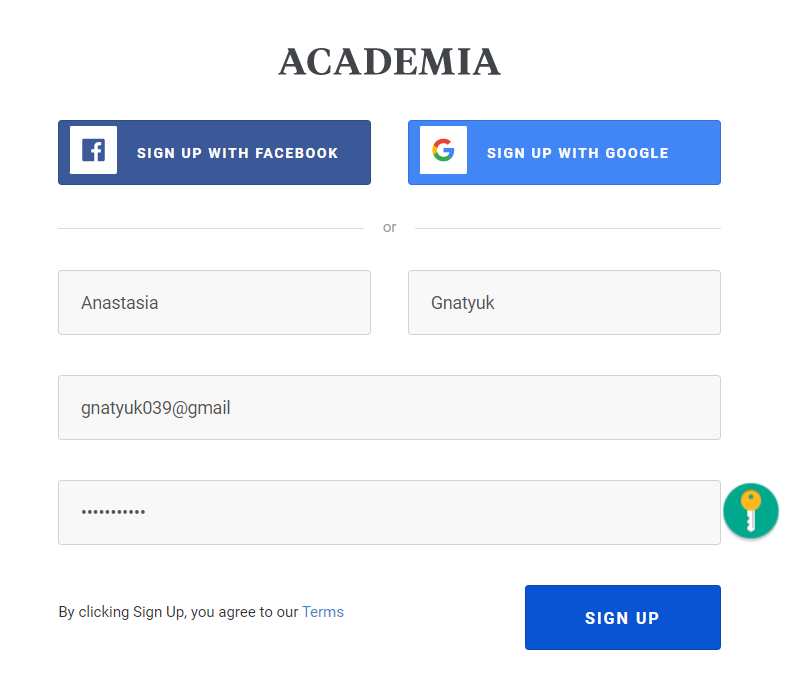 ACADEMIA
SIGN UP WITH FACEBOOK SIGN UP WITH GOOGLE
or
Anastasia Gnatyuk
gnatyuk039@gmail
•••••••••••
By clicking Sign Up, you agree to our Terms SIGN UP